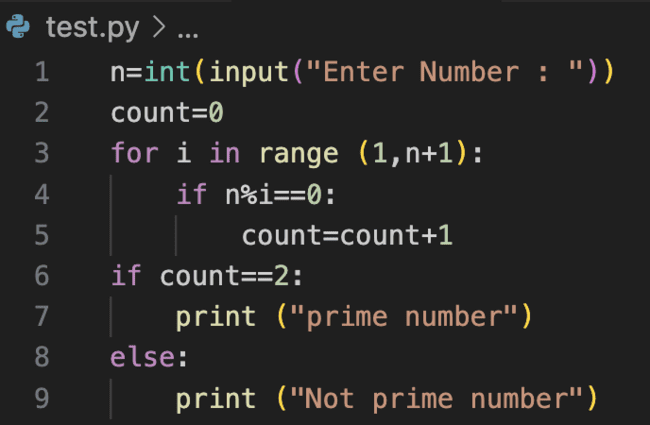 test.py > ...
1 n=int(input("Enter Number : "))
2 count=0
3 for i in range (1,n+1):
4     if n%i==0:
5         count=count+1
6 if count==2:
7     print ("prime number")
8 else:
9     print ("Not prime number")